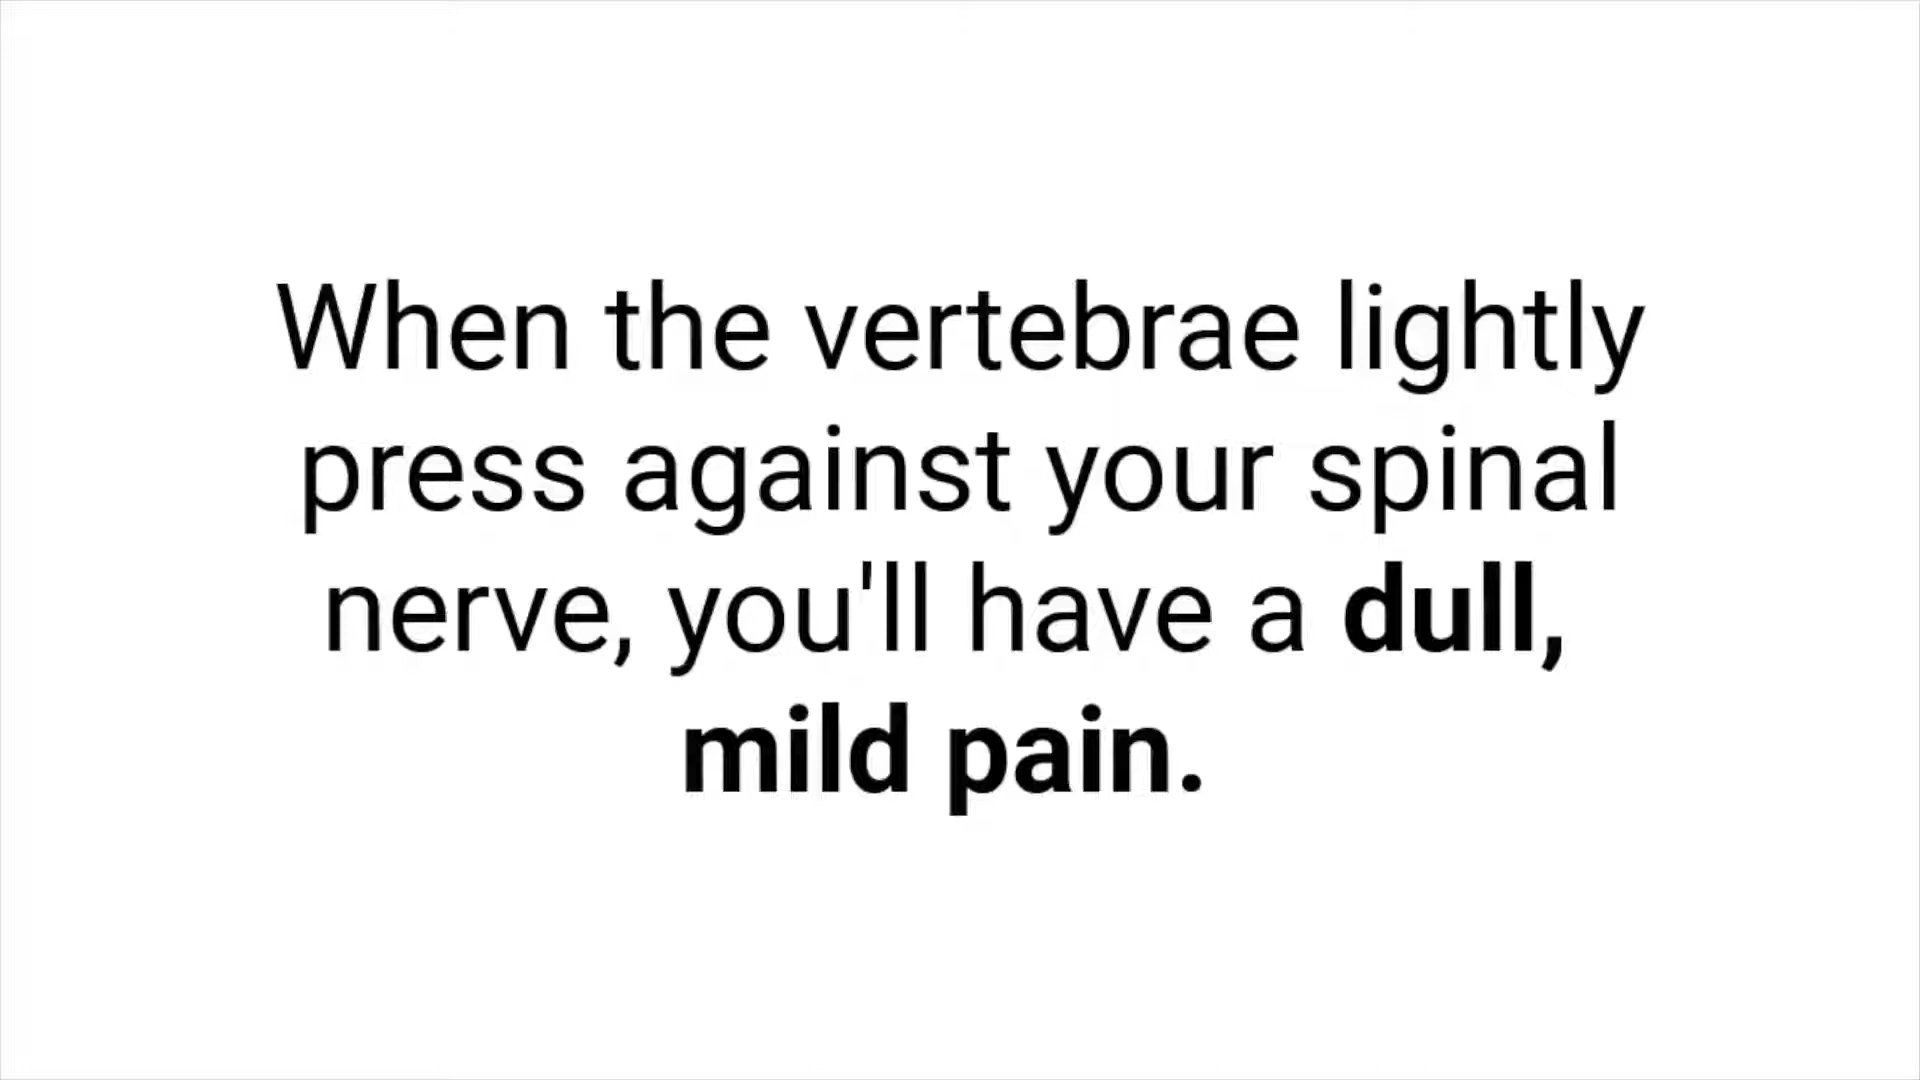 When the vertebrae lightly
press against your spinal
nerve, you'll have a dull,
mild pain.